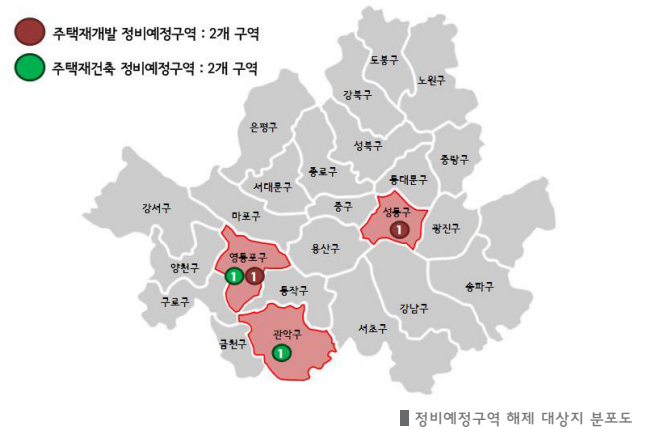 주택재개발 정비예정구역 : 2개 구역
주택재건축 정비예정구역 : 2개 구역
도봉구
노원구
강북구
은평구
성북구
중랑구
종로구
동대문구
서대문구
강서구
마포구
중구
성동구
광진구
1
용산구
영등포구
양천구
1 1
동작구
송파구
구로구
강남구
서초구
관악구
금천구
1
정비예정구역 해제 대상지 분포도